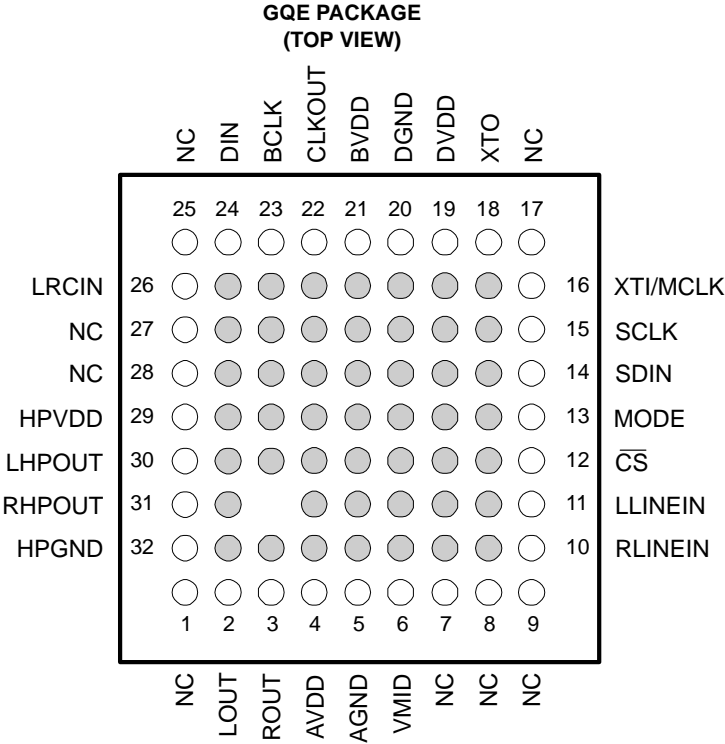 GQE PACKAGE
(TOP VIEW)
NC DIN BCLK CLKOUT BVDD DGND DVDD XTO NC
25 24 23 22 21 20 19 18 17
LRCIN 26 16 XTI/MCLK
NC 27 15 SCLK
NC 28 14 SDIN
HPVDD 29 13 MODE
LHPOUT 30 12 C̅S̅
RHPOUT 31 11 LLINEIN
HPGND 32 10 RLINEIN
1 2 3 4 5 6 7 8 9
NC LOUT ROUT AVDD AGND VMID NC NC NC